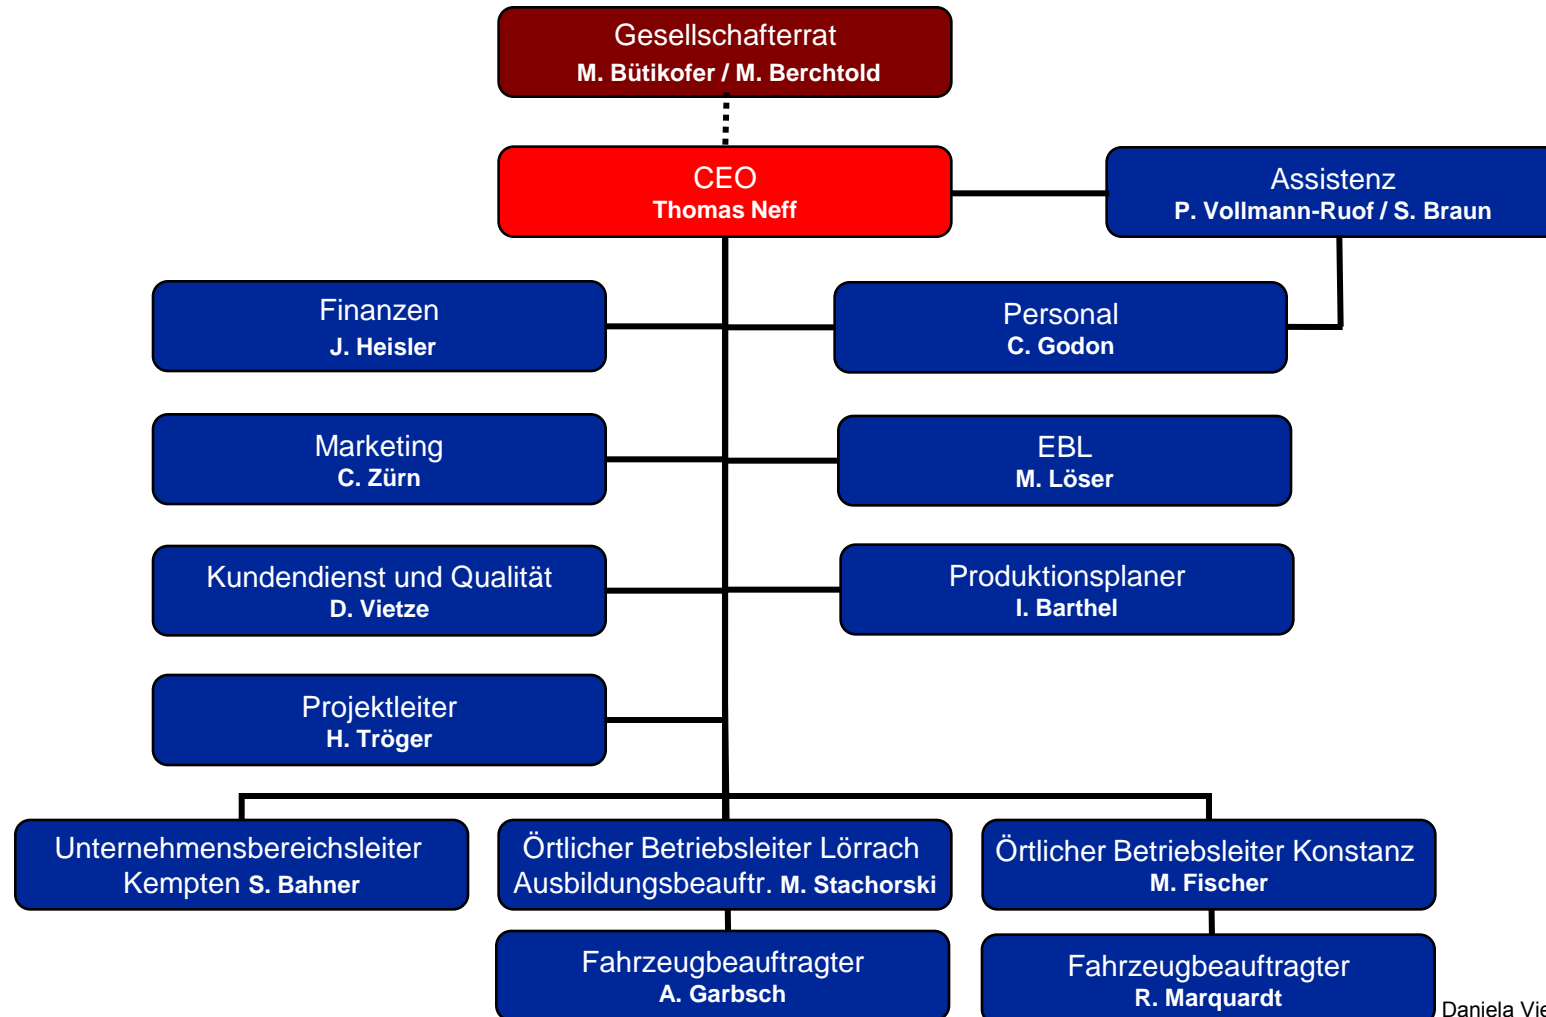 Gesellschafterrat
M. Bütikofer / M. Berchtold
CEO
Thomas Neff
Assistenz
P. Vollmann-Ruof / S. Braun
Finanzen
J. Heisler
Personal
C. Godon
Marketing
C. Zürn
EBL
M. Löser
Kundendienst und Qualität
D. Vietze
Produktionsplaner
I. Barthel
Projektleiter
H. Tröger
Unternehmensbereichsleiter
Kempten S. Bahner
Örtlicher Betriebsleiter Lörrach
Ausbildungsbeauftr. M. Stachorski
Örtlicher Betriebsleiter Konstanz
M. Fischer
Fahrzeugbeauftragter
A. Garbsch
Fahrzeugbeauftragter
R. Marquardt
Daniela